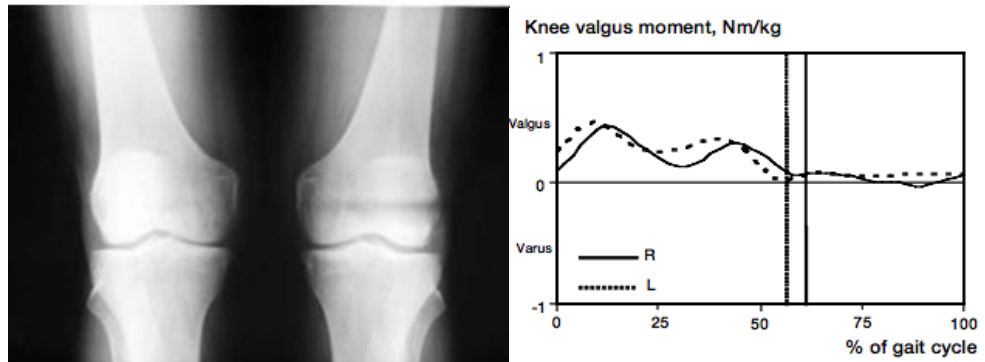 Knee valgus moment, Nm/kg
1
Valgus
0
Varus
R
L
-1
0 25 50 75 100
% of gait cycle